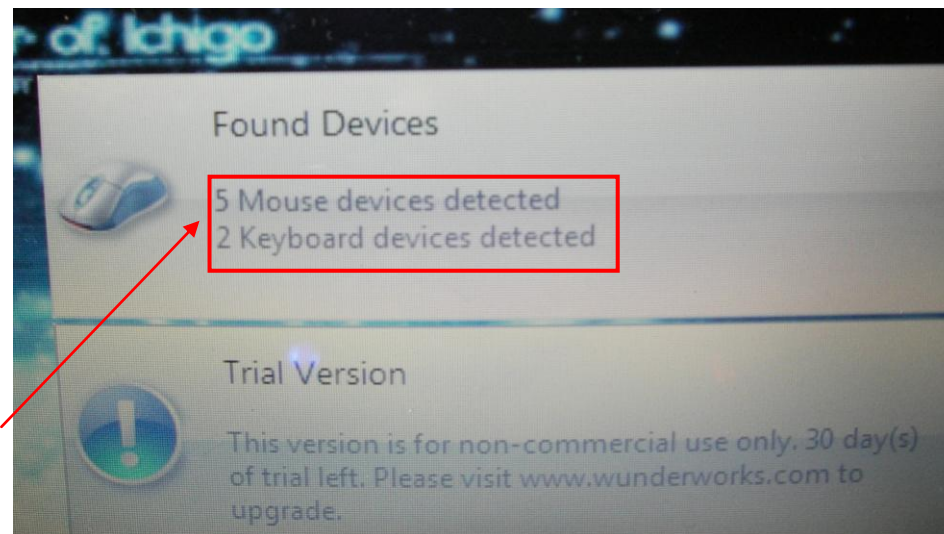 of. Ichigo
Found Devices
5 Mouse devices detected
2 Keyboard devices detected
Trial Version
This version is for non-commercial use only. 30 day(s)
of trial left. Please visit www.wunderworks.com to
upgrade.